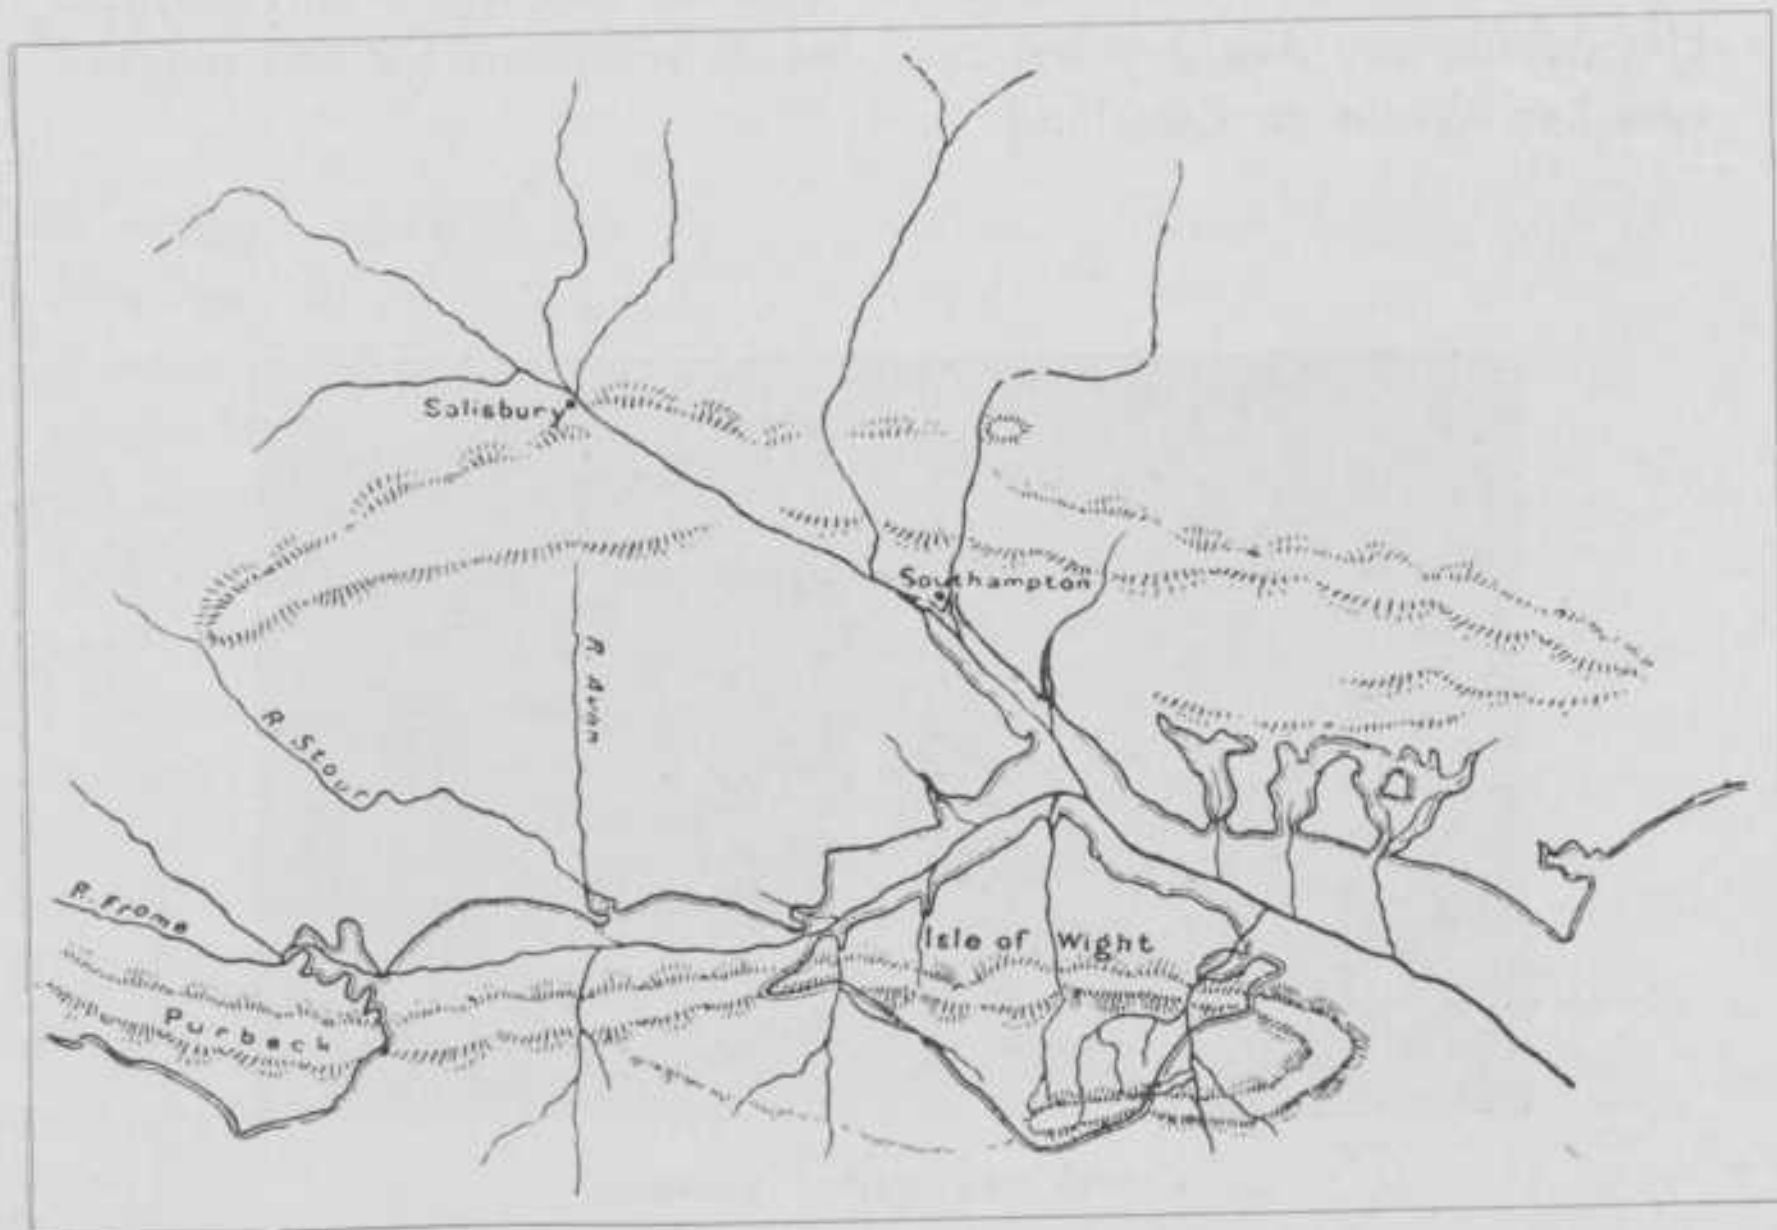 Salisbury
Southampton
R. Avon
R. Stour
R. Frome
Isle of Wight
Purbeck